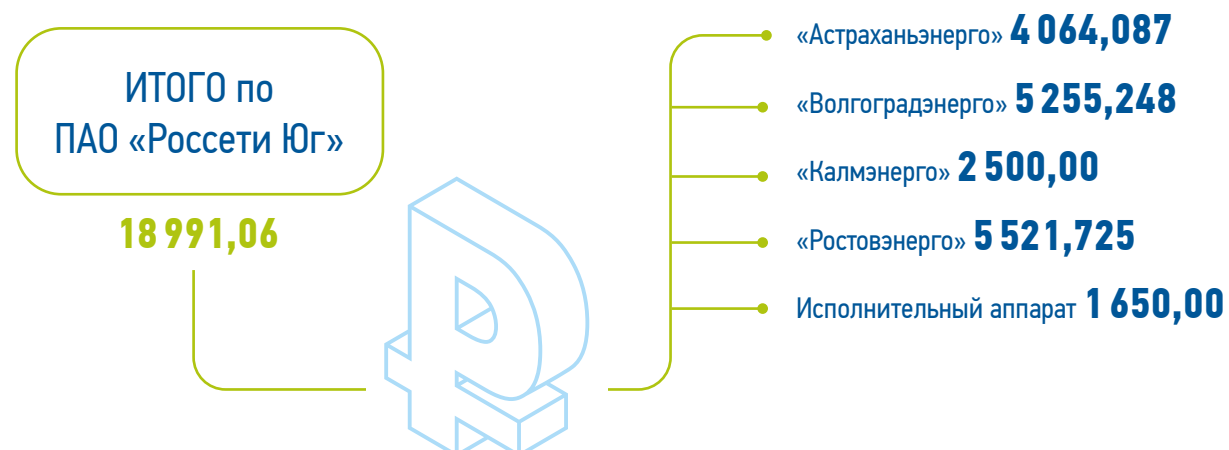 ИТОГО по
ПАО «Россети Юг»
18 991,06
«Астраханьэнерго» 4 064,087
«Волгоградэнерго» 5 255,248
«Калмэнерго» 2 500,00
«Ростовэнерго» 5 521,725
Исполнительный аппарат 1 650,00